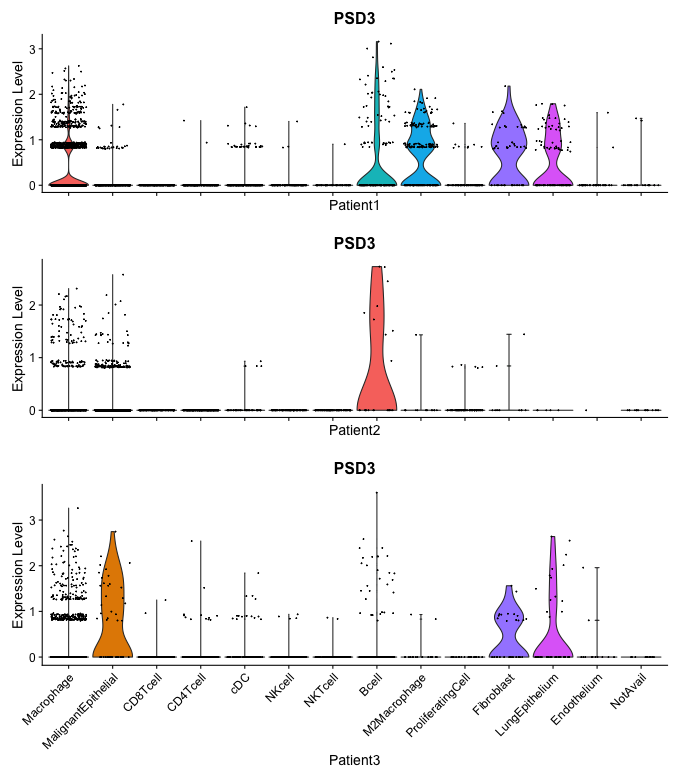 PSD3
Expression Level
3
2
1
0
Patient1
PSD3
Expression Level
2
1
0
Patient2
PSD3
Expression Level
3
2
1
0
Macrophage
MalignantEpithelial
CD8Tcell
CD4Tcell
cDC
NKcell
NKTcell
Bcell
M2Macrophage
ProliferatingCell
Fibroblast
LungEpithelium
Endothelium
NotAvail
Patient3